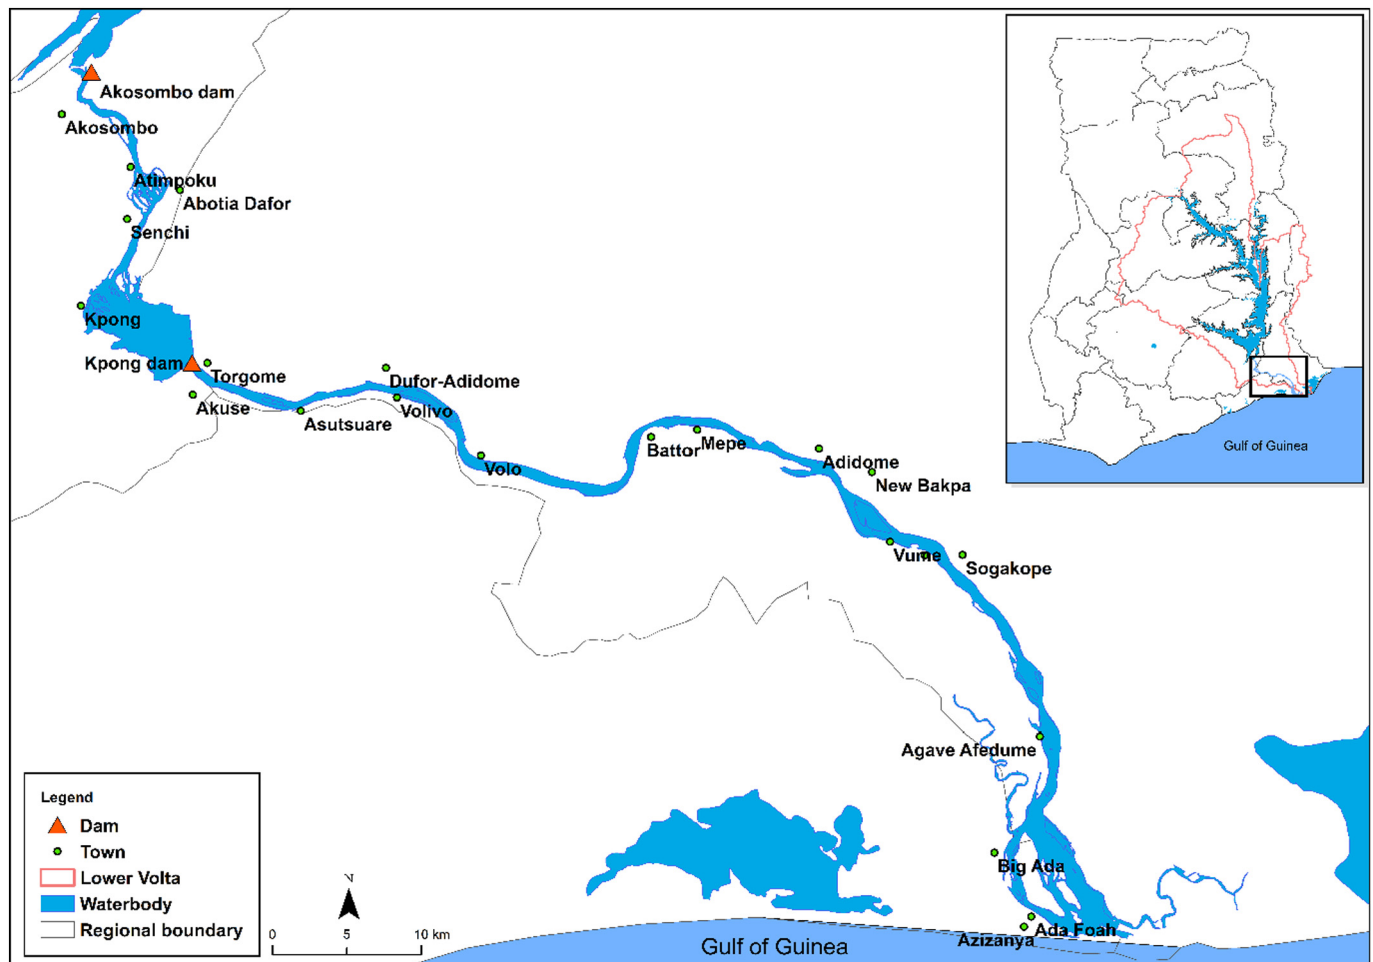 Akosombo dam
Akosombo
Atimpoku
Abotia Dafor
Senchi
Kpong
Kpong dam
Torgome
Akuse
Asutsuare
Dufor-Adidome
Volivo
Volo
Battor
Mepe
Adidome
New Bakpa
Vume
Sogakope
Agave Afedume
Big Ada
Ada Foah
Azizanya
Gulf of Guinea
Gulf of Guinea
Legend
Dam
Town
Lower Volta
Waterbody
Regional boundary
N
0 5 10 km